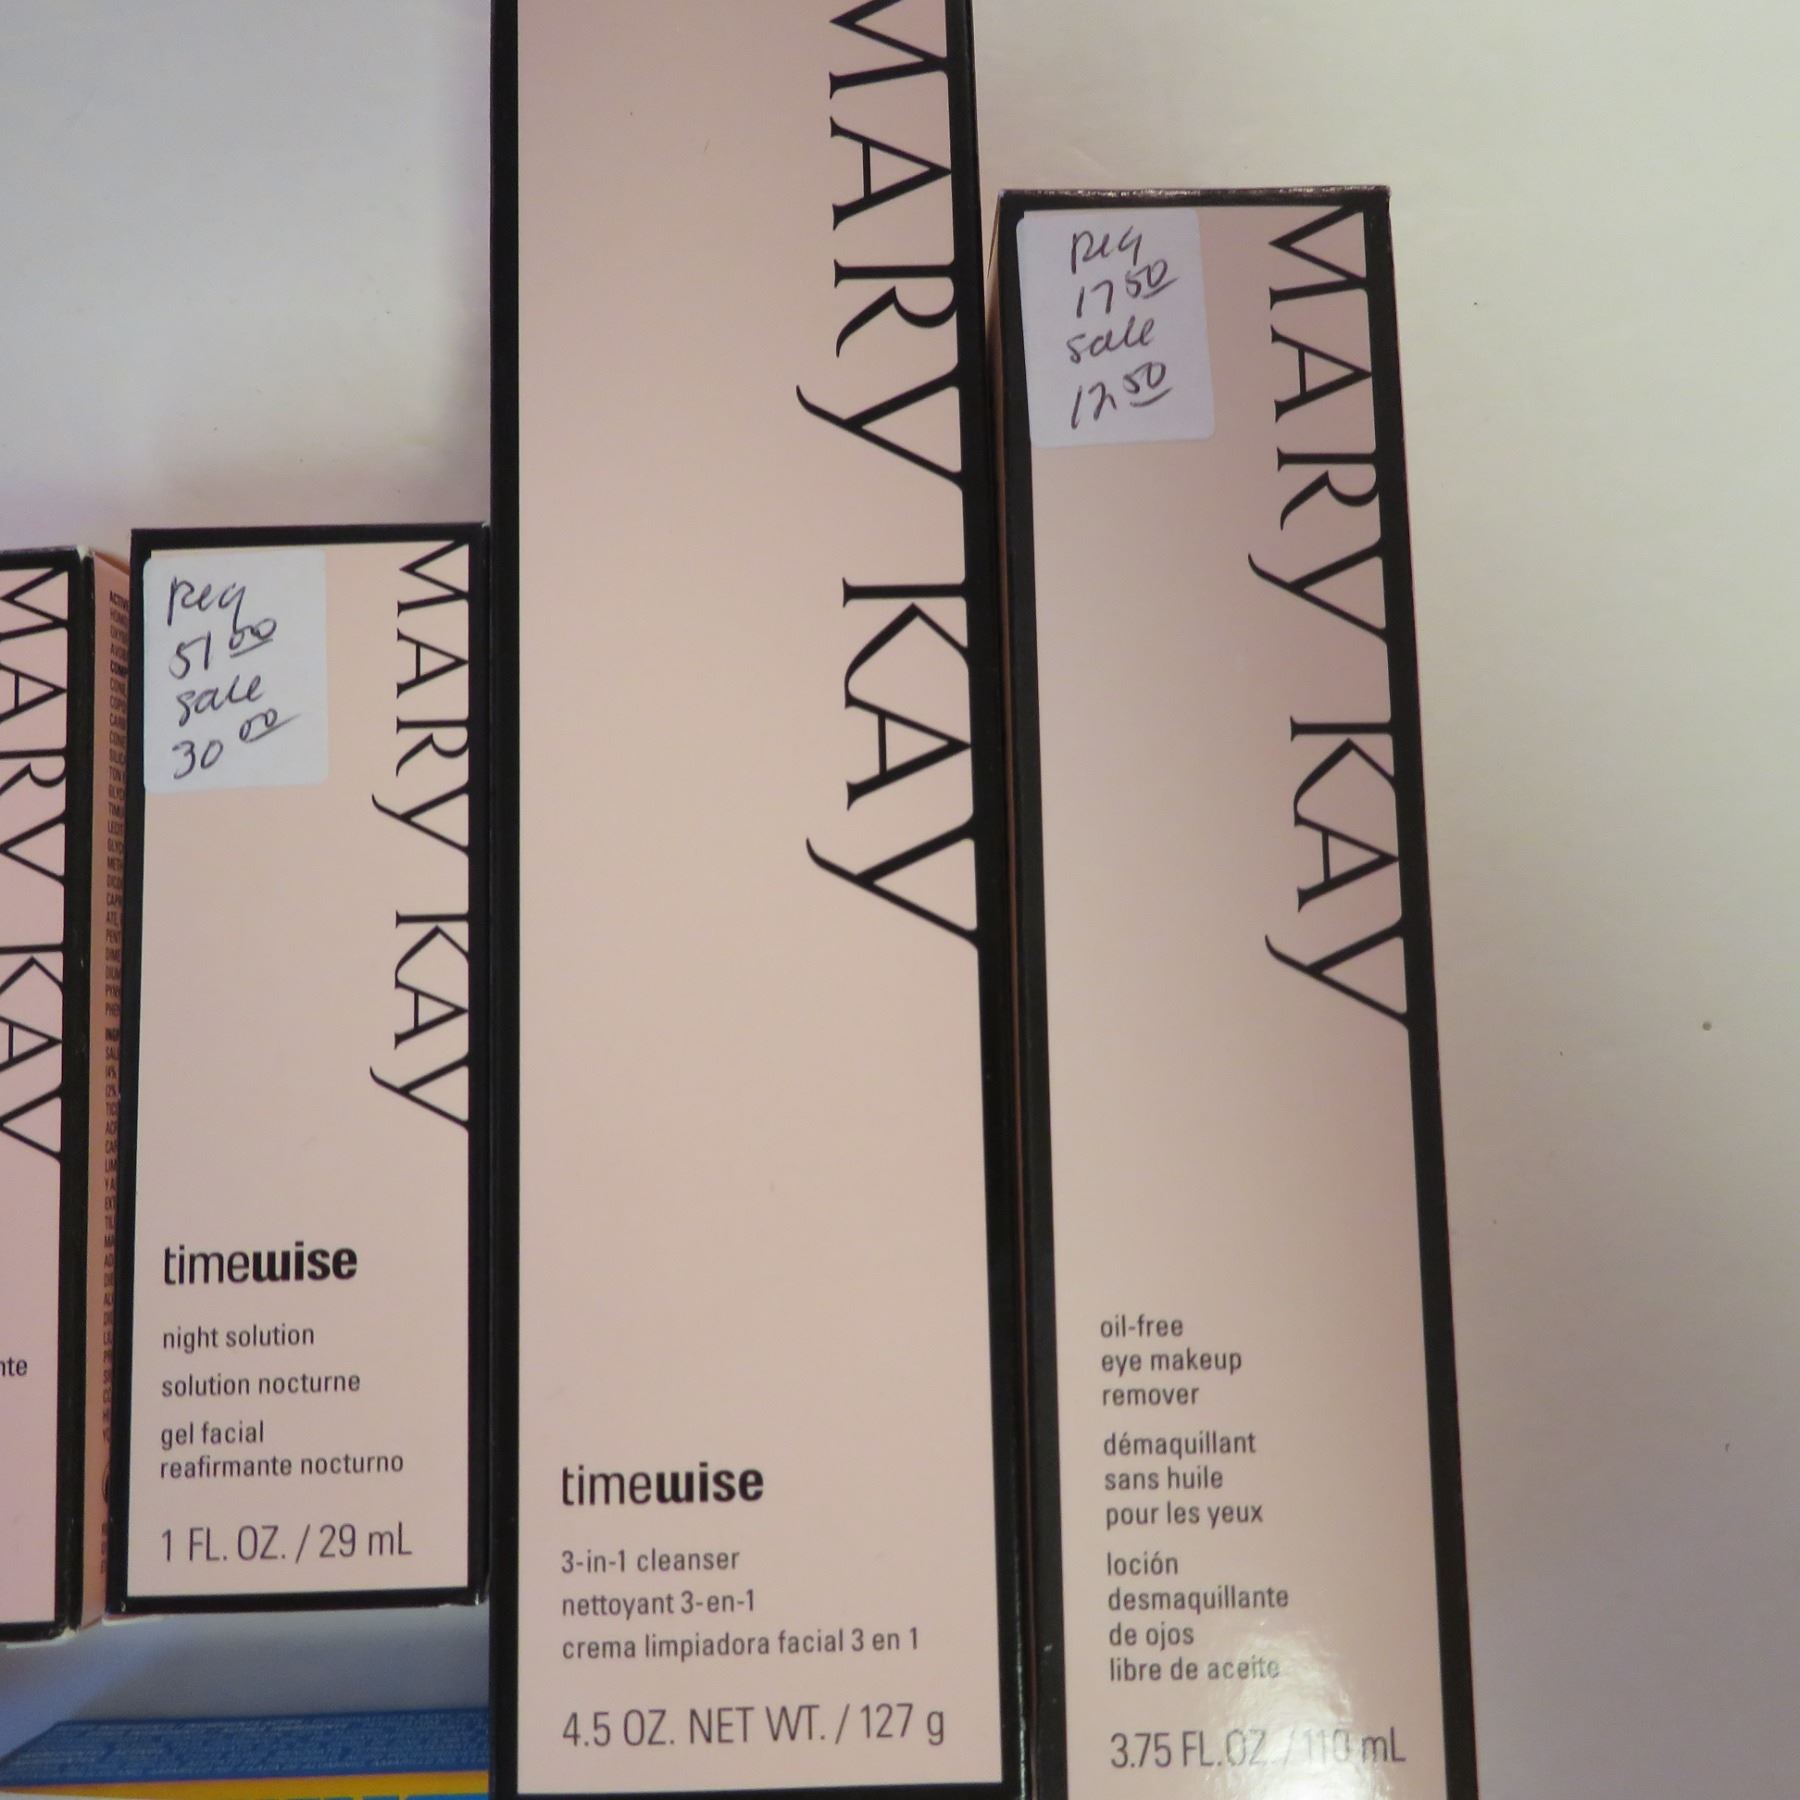 MARY KAY
nte
reg
51 00
sale
30 00
MARY KAY
timewise
night solution
solution nocturne
gel facial
reafirmante nocturno
1 FL. OZ. / 29 mL
MARY KAY
timewise
3-in-1 cleanser
nettoyant 3-en-1
crema limpiadora facial 3 en 1
4.5 OZ. NET WT. / 127 g
reg
17 50
sale
12 50
MARY KAY
oil-free
eye makeup
remover
démaquillant
sans huile
pour les yeux
loción
desmaquillante
de ojos
libre de aceite
3.75 FL.OZ. / 110 mL